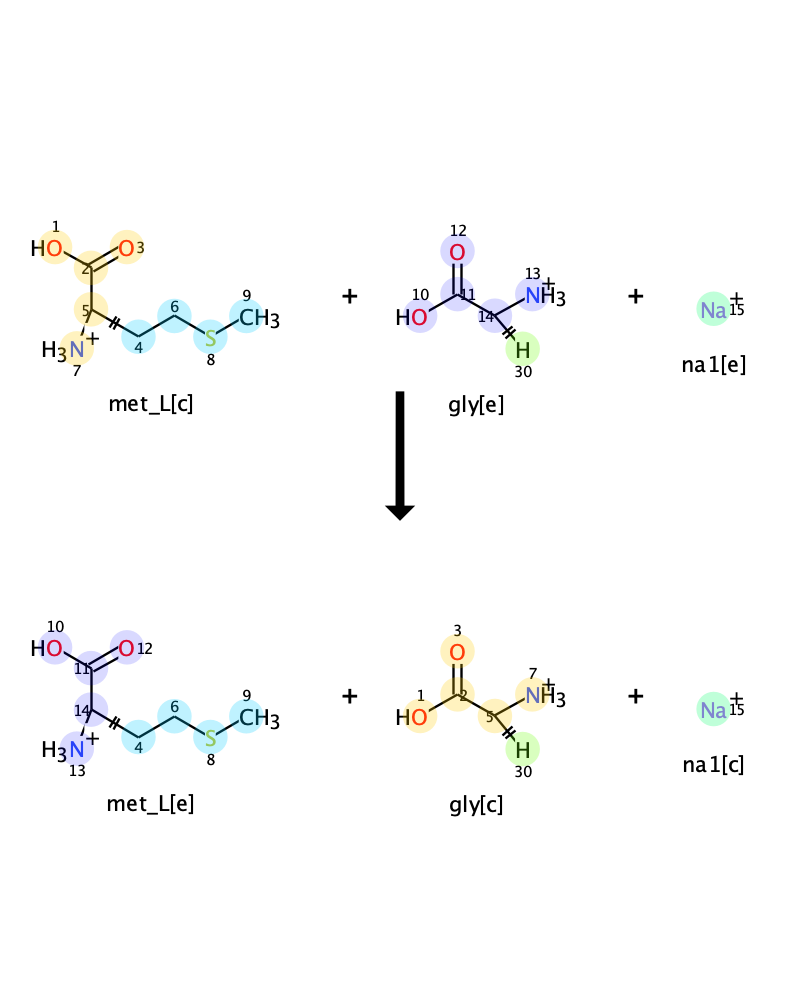 1 12 9
HO O 3 O 13 +
2 6 10 11 NH3 +
5 + HO 14 + Na 15
H3N + 4 S CH3 H
7 8 30
na1[e]
met_L[c] gly[e]
10 3 9
HO O 12 O 7 +
11 6 1 2 NH3 +
14 + HO 5 + Na 15
H3N + 4 S CH3 H
13 8 30
na1[c]
met_L[e] gly[c]